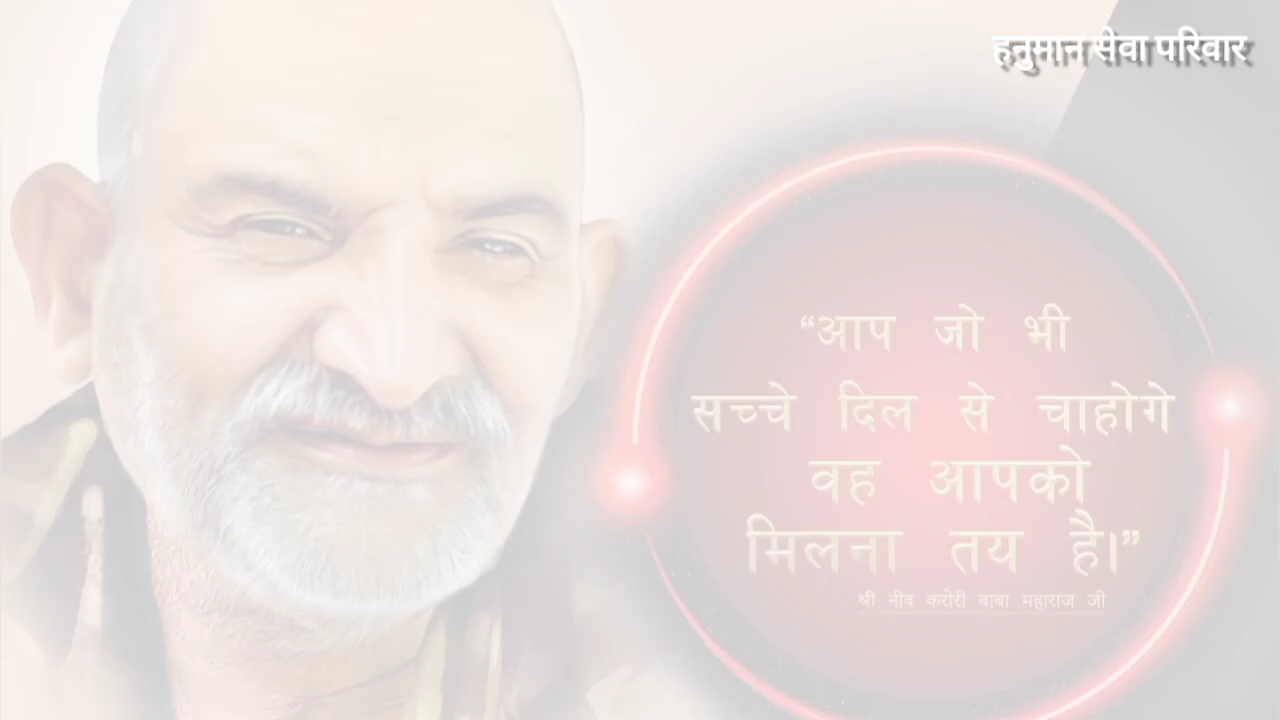 हनुमान सेवा परिवार
“आप जो भी
सच्चे दिल से चाहोगे
वह आपको
मिलना तय है।”
श्री नीब करोरी बाबा महाराज जी